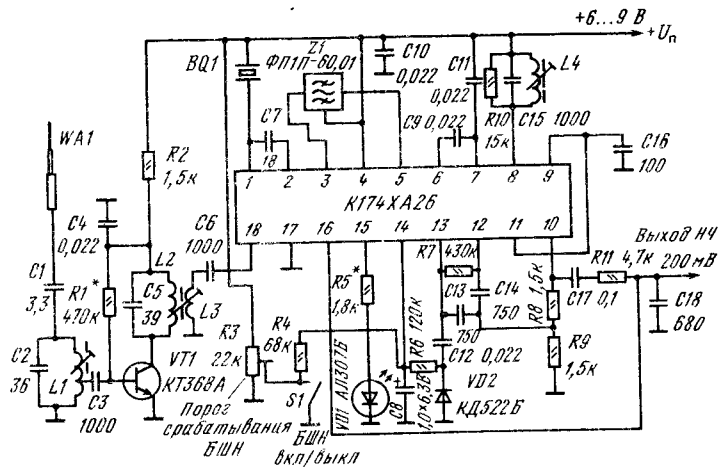 +6...9 В
+Uп
BQ1
Z1
ФП1П-60,01
C10
0,022
C11
0,022
L4
R10
15к
C15 1000
C7
18
C9 0,022
C16
100
WA1
R2
1,5к
1 2 3 4 5 6 7 8 9
К174ХА26
18 17 16 15 14 13 12 11 10
C4
0,022
C6
1000
L2
C1
3,3
R1*
470к
C5
39
L3
R5*
1,8к
R7 430к
C13
750
C14
750
R6 120к
R8 1,5к
C17 0,1
R11 4,7к
Выход НЧ
200 мВ
C18
680
R9
1,5к
C2
36
L1
C3
1000
VT1
КТ368А
R3
22к
R4
68к
S1
Порог
срабатывания
БШН
БШН
вкл/выкл
VD1 АЛ307Б
C8
1,0×6,3В
C12 0,022
VD2
КД522Б